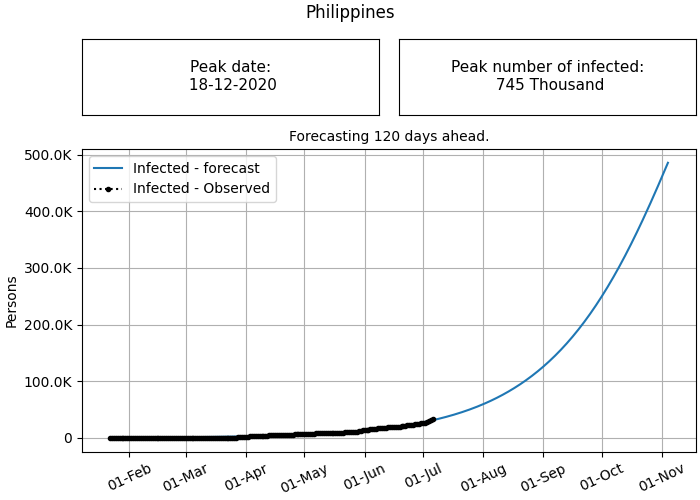 Philippines
Peak date:
18-12-2020
Peak number of infected:
745 Thousand
Forecasting 120 days ahead.
500.0K
400.0K
300.0K
200.0K
100.0K
0
Persons
Infected - forecast
Infected - Observed
01-Feb
01-Mar
01-Apr
01-May
01-Jun
01-Jul
01-Aug
01-Sep
01-Oct
01-Nov